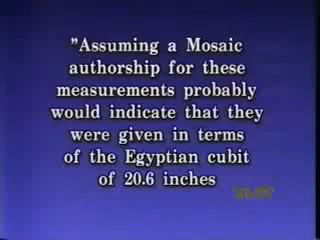 "Assuming a Mosaic
authorship for these
measurements probably
would indicate that they
were given in terms
of the Egyptian cubit
of 20.6 inches